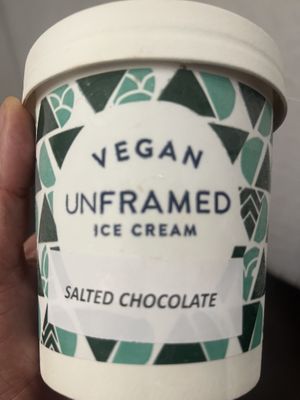 VEGAN
UNFRAMED
ICE CREAM
SALTED CHOCOLATE